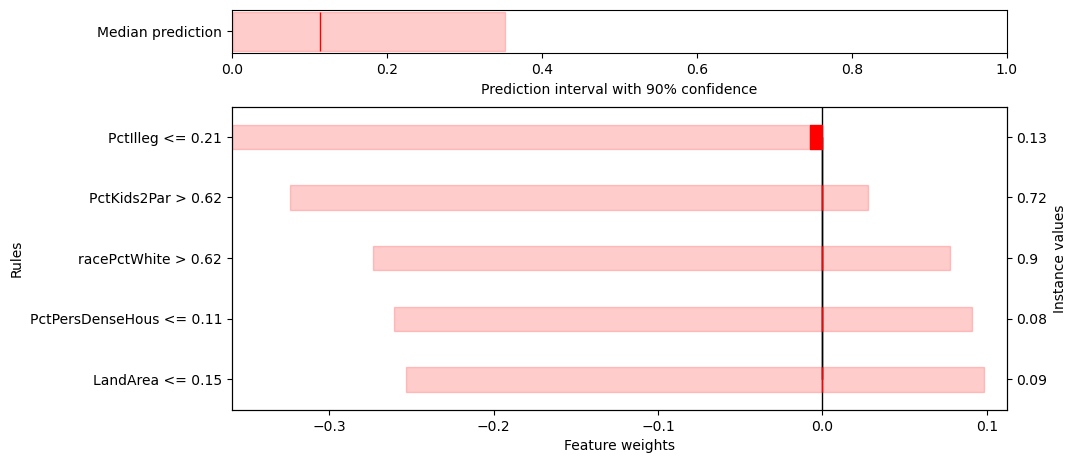 Median prediction
0.0 0.2 0.4 0.6 0.8 1.0
Prediction interval with 90% confidence
Rules
PctIlleg <= 0.21 0.13
PctKids2Par > 0.62 0.72
racePctWhite > 0.62 0.9
PctPersDenseHous <= 0.11 0.08
LandArea <= 0.15 0.09
Instance values
−0.3 −0.2 −0.1 0.0 0.1
Feature weights